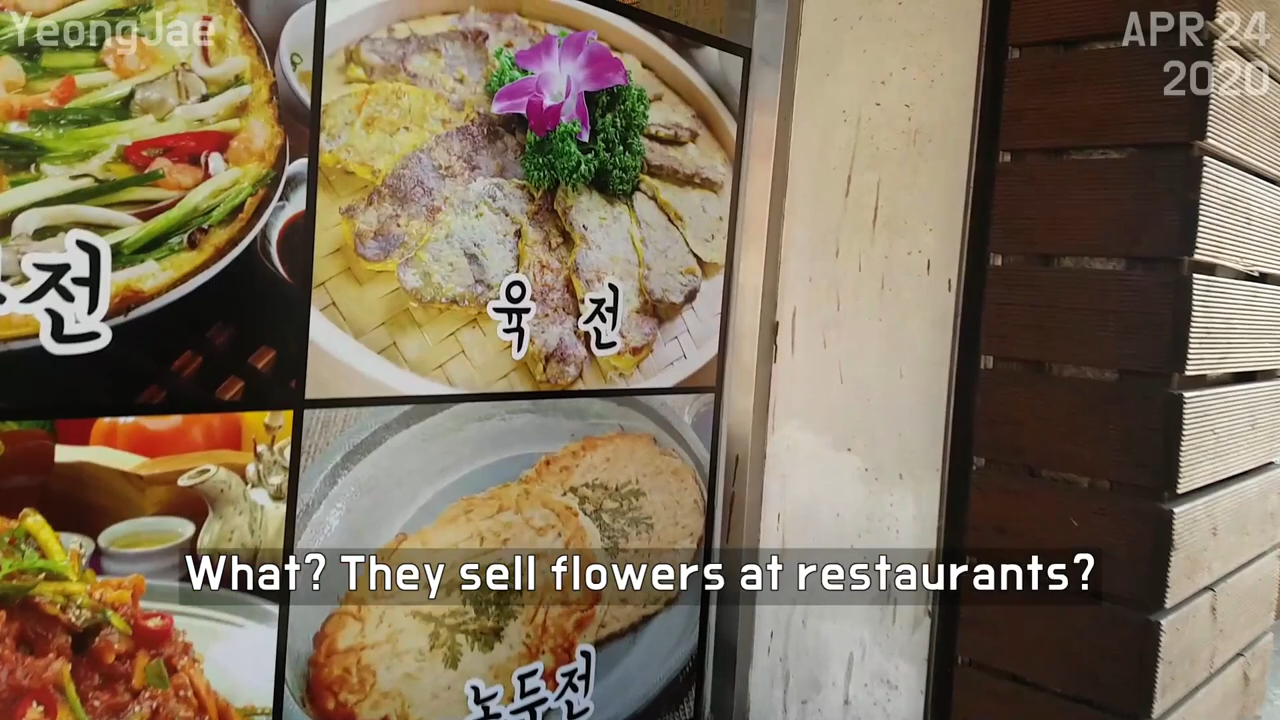 YeongJae
APR 24
2020
전
육 전
What? They sell flowers at restaurants?
녹두전